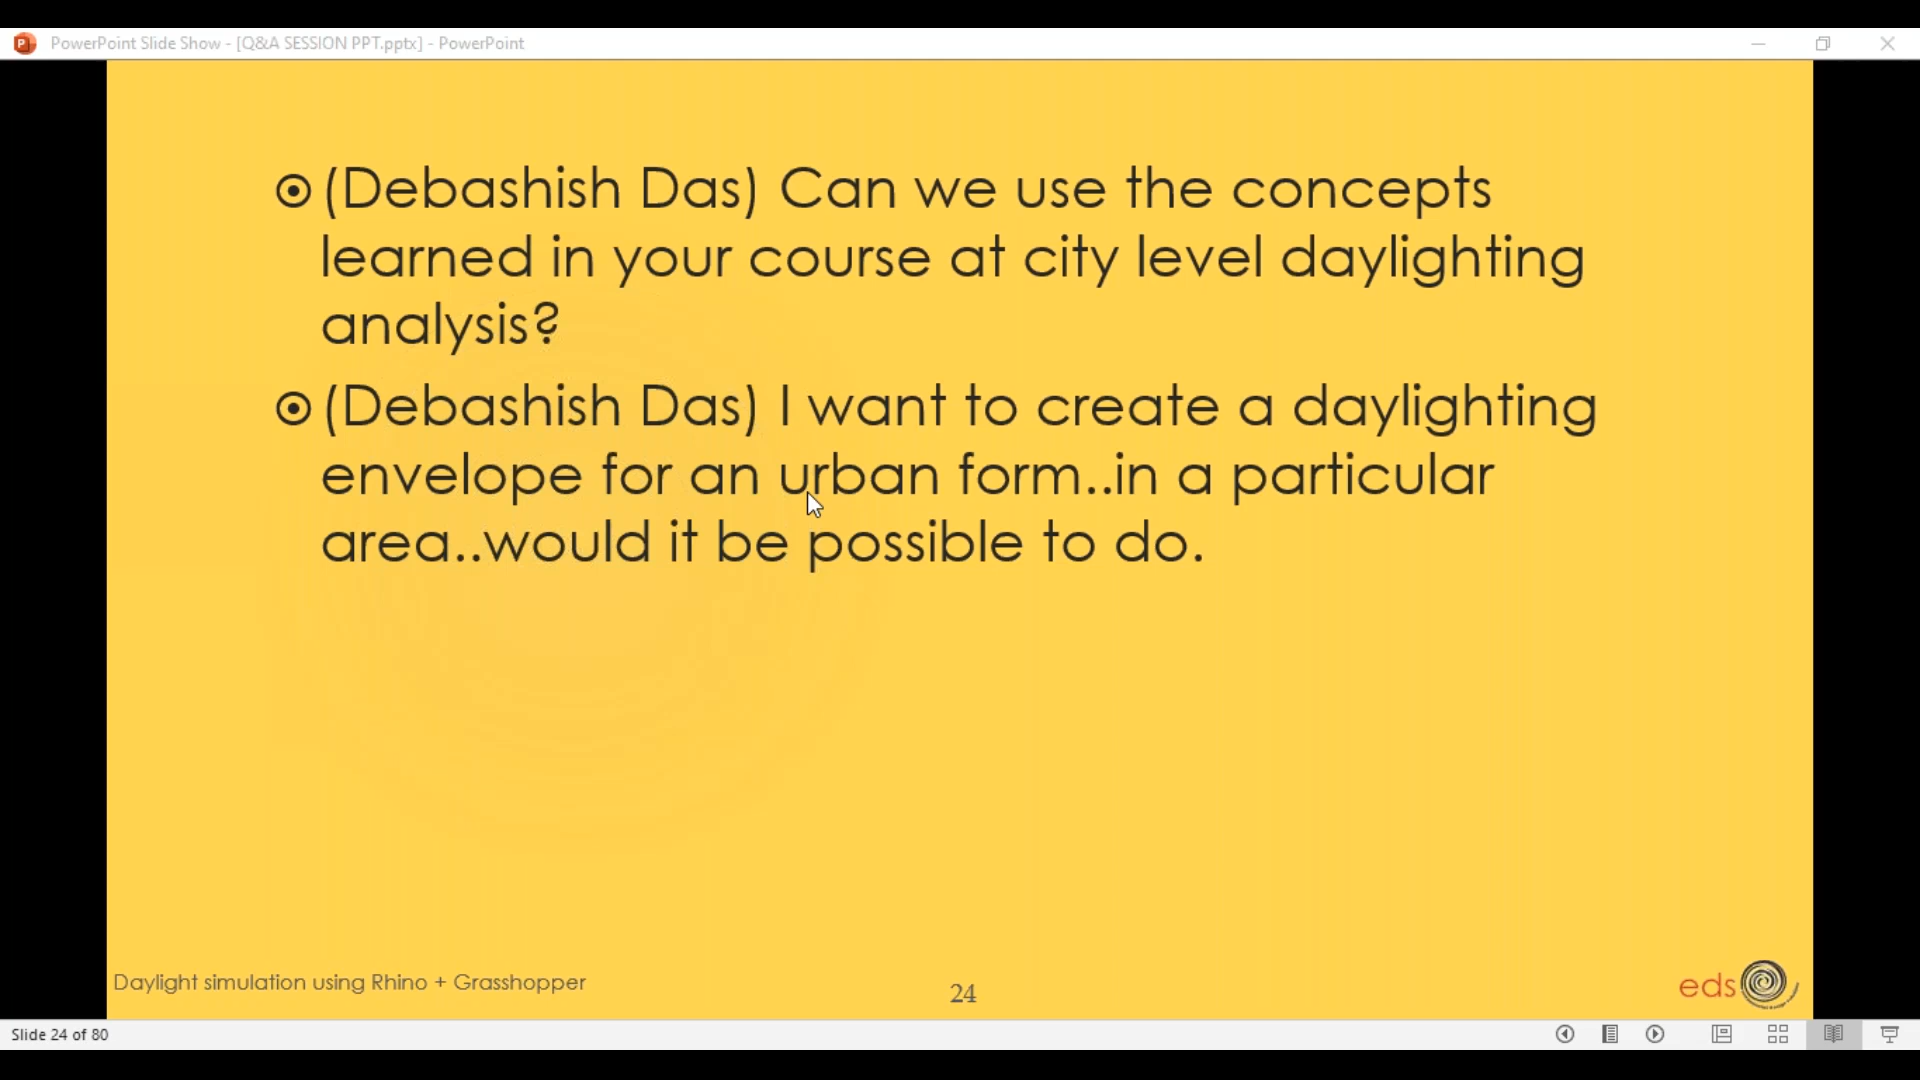 PowerPoint Slide Show - [Q&A SESSION PPT.pptx] - PowerPoint
(Debashish Das) Can we use the concepts
learned in your course at city level daylighting
analysis?
(Debashish Das) I want to create a daylighting
envelope for an urban form..in a particular
area..would it be possible to do.
Daylight simulation using Rhino + Grasshopper
24
eds
Slide 24 of 80